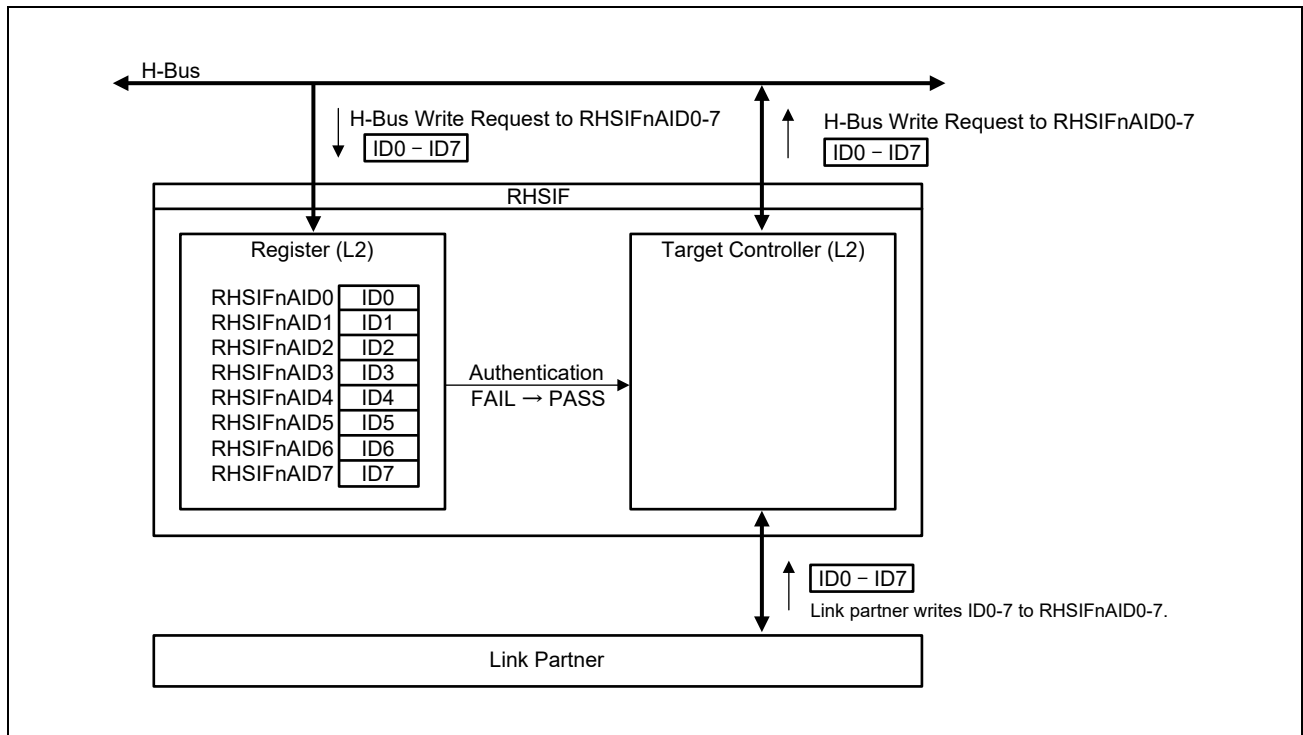 H-Bus
H-Bus Write Request to RHSIFnAID0-7
ID0 – ID7
H-Bus Write Request to RHSIFnAID0-7
ID0 – ID7
RHSIF
Register (L2)
RHSIFnAID0 ID0
RHSIFnAID1 ID1
RHSIFnAID2 ID2
RHSIFnAID3 ID3
RHSIFnAID4 ID4
RHSIFnAID5 ID5
RHSIFnAID6 ID6
RHSIFnAID7 ID7
Authentication
FAIL → PASS
Target Controller (L2)
ID0 – ID7
Link partner writes ID0-7 to RHSIFnAID0-7.
Link Partner